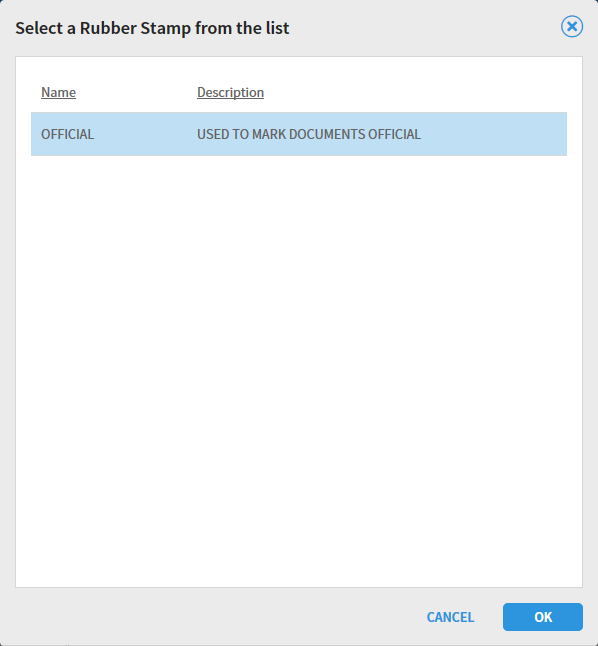 Select a Rubber Stamp from the list
Name Description
OFFICIAL USED TO MARK DOCUMENTS OFFICIAL
CANCEL OK